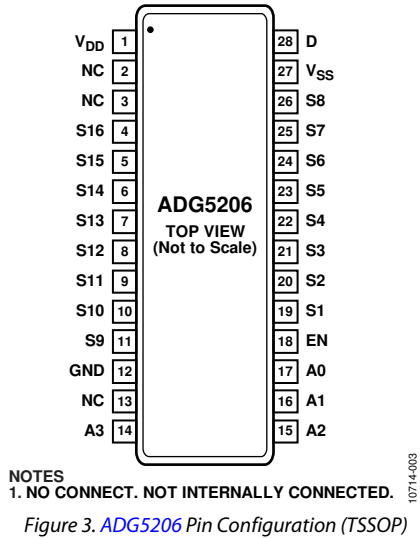 VDD 1
NC 2
NC 3
S16 4
S15 5
S14 6
S13 7
S12 8
S11 9
S10 10
S9 11
GND 12
NC 13
A3 14
ADG5206
TOP VIEW
(Not to Scale)
28 D
27 VSS
26 S8
25 S7
24 S6
23 S5
22 S4
21 S3
20 S2
19 S1
18 EN
17 A0
16 A1
15 A2
NOTES
1. NO CONNECT. NOT INTERNALLY CONNECTED.
10714-003
Figure 3. ADG5206 Pin Configuration (TSSOP)